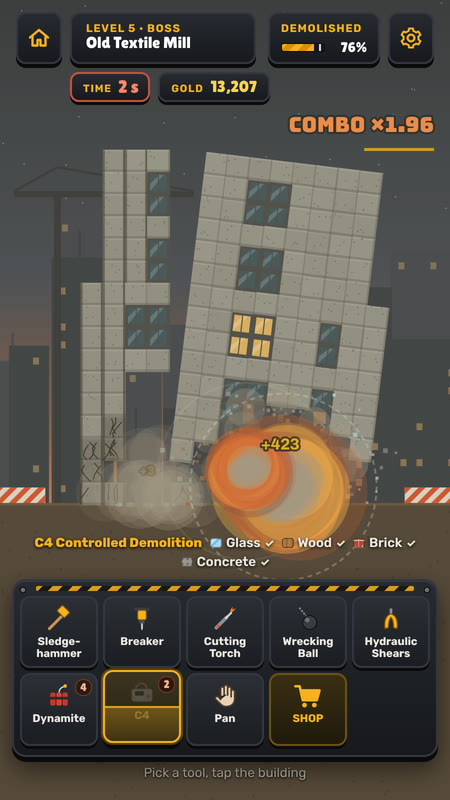 LEVEL 5 • BOSS
Old Textile Mill
DEMOLISHED
76%
TIME 2 s
GOLD 13,207
COMBO ×1.96
+423
+3
C4 Controlled Demolition Glass ✓ Wood ✓ Brick ✓
Concrete ✓
Sledge-
hammer
Breaker
Cutting
Torch
Wrecking
Ball
Hydraulic
Shears
4
Dynamite
2
C4
Pan
SHOP
Pick a tool, tap the building